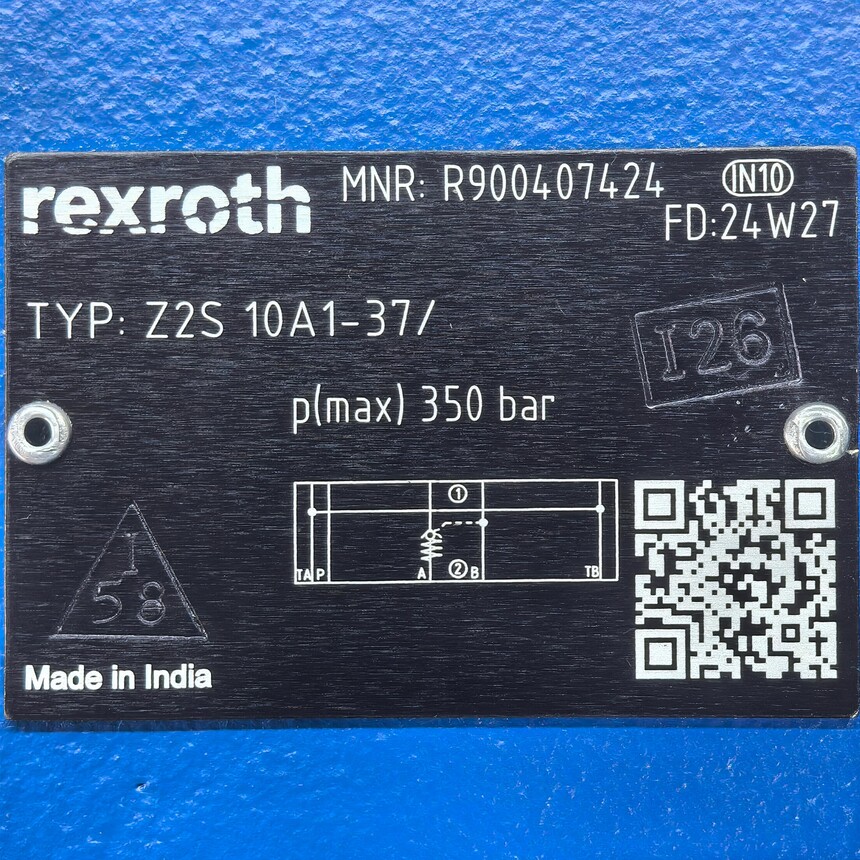 rexroth
MNR: R900407424
IN10
FD:24W27
TYP: Z2S 10A1-37/
I26
p(max) 350 bar
1
TA P A 2 B TB
I
58
Made in India